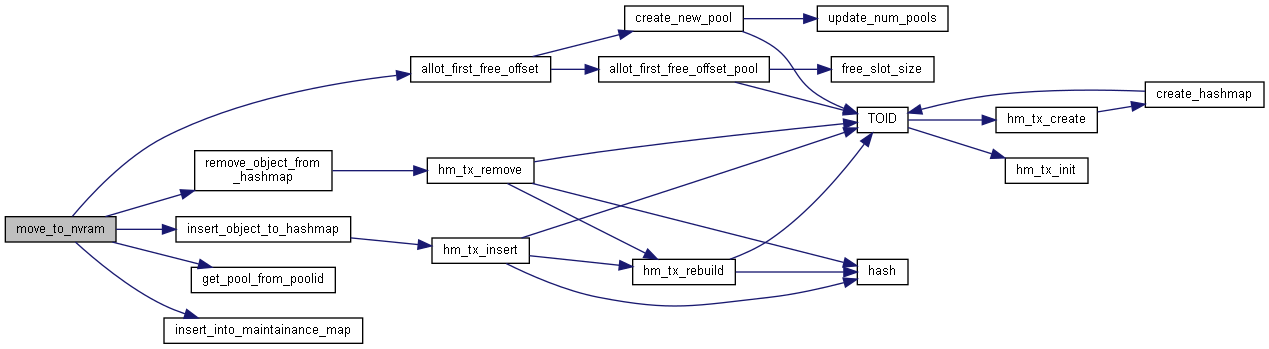 create_new_pool
update_num_pools
allot_first_free_offset
allot_first_free_offset_pool
free_slot_size
create_hashmap
TOID
hm_tx_create
remove_object_from
_hashmap
hm_tx_remove
hm_tx_init
move_to_nvram
insert_object_to_hashmap
hm_tx_insert
get_pool_from_poolid
hm_tx_rebuild
hash
insert_into_maintainance_map